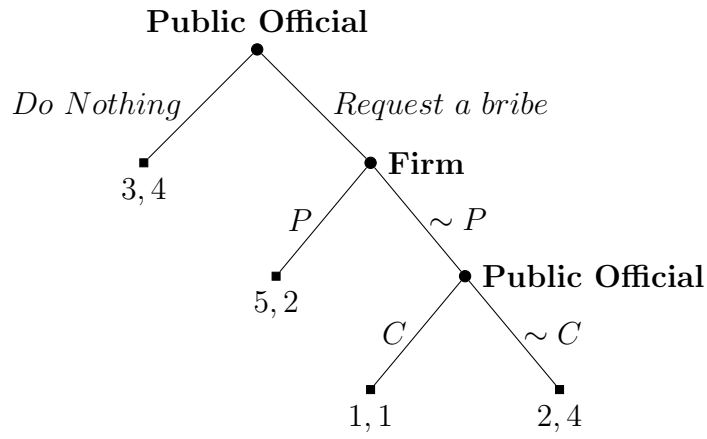 Public Official
Do Nothing
Request a bribe
Firm
3, 4
P
∼ P
5, 2
Public Official
C
∼ C
1, 1
2, 4